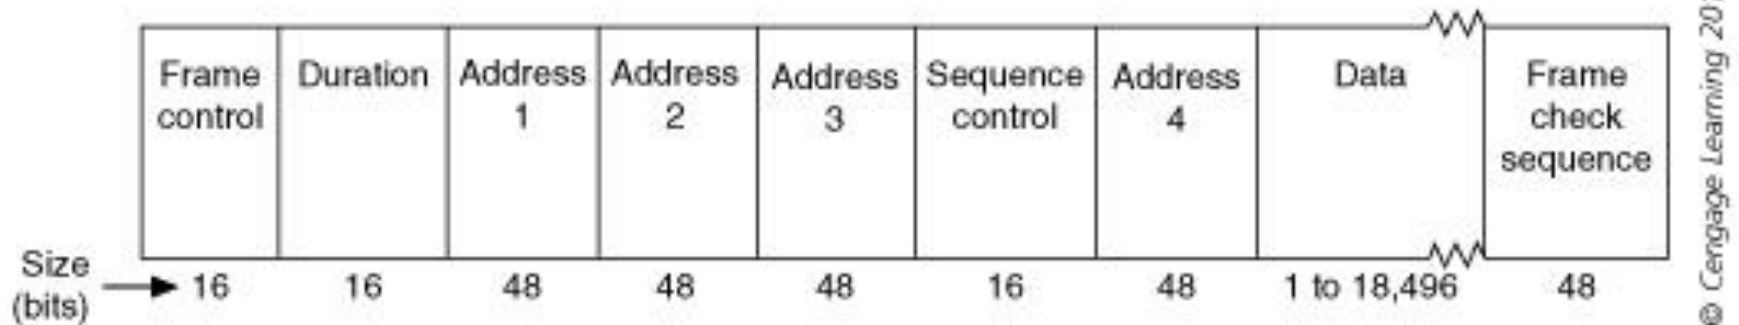 Frame control
Duration
Address 1
Address 2
Address 3
Sequence control
Address 4
Data
Frame check sequence
Size (bits)
16
16
48
48
48
16
48
1 to 18,496
48
© Cengage Learning